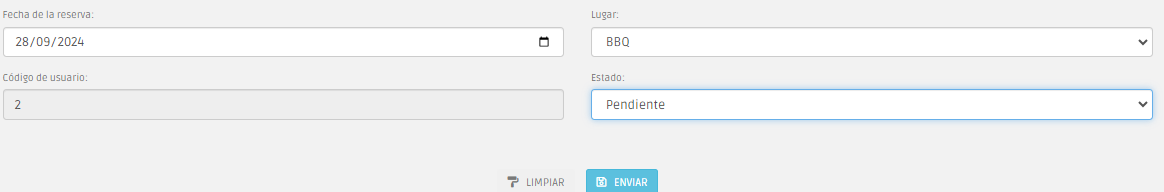 Fecha de la reserva:
28/09/2024
Lugar:
BBQ
Código de usuario:
2
Estado:
Pendiente
LIMPIAR
ENVIAR